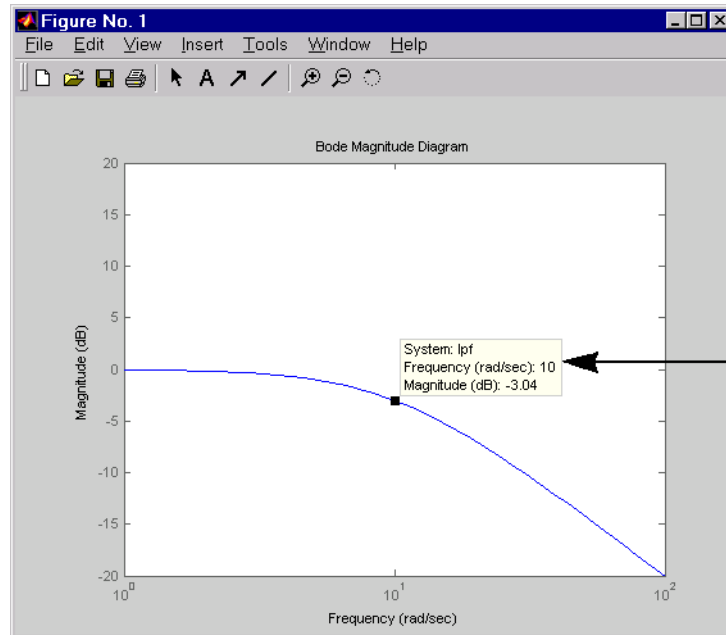 Figure No. 1
File Edit View Insert Tools Window Help
A
Bode Magnitude Diagram
20
15
10
5
0
-5
-10
-15
-20
Magnitude (dB)
System: lpf
Frequency (rad/sec): 10
Magnitude (dB): -3.04
10^0
10^1
10^2
Frequency (rad/sec)